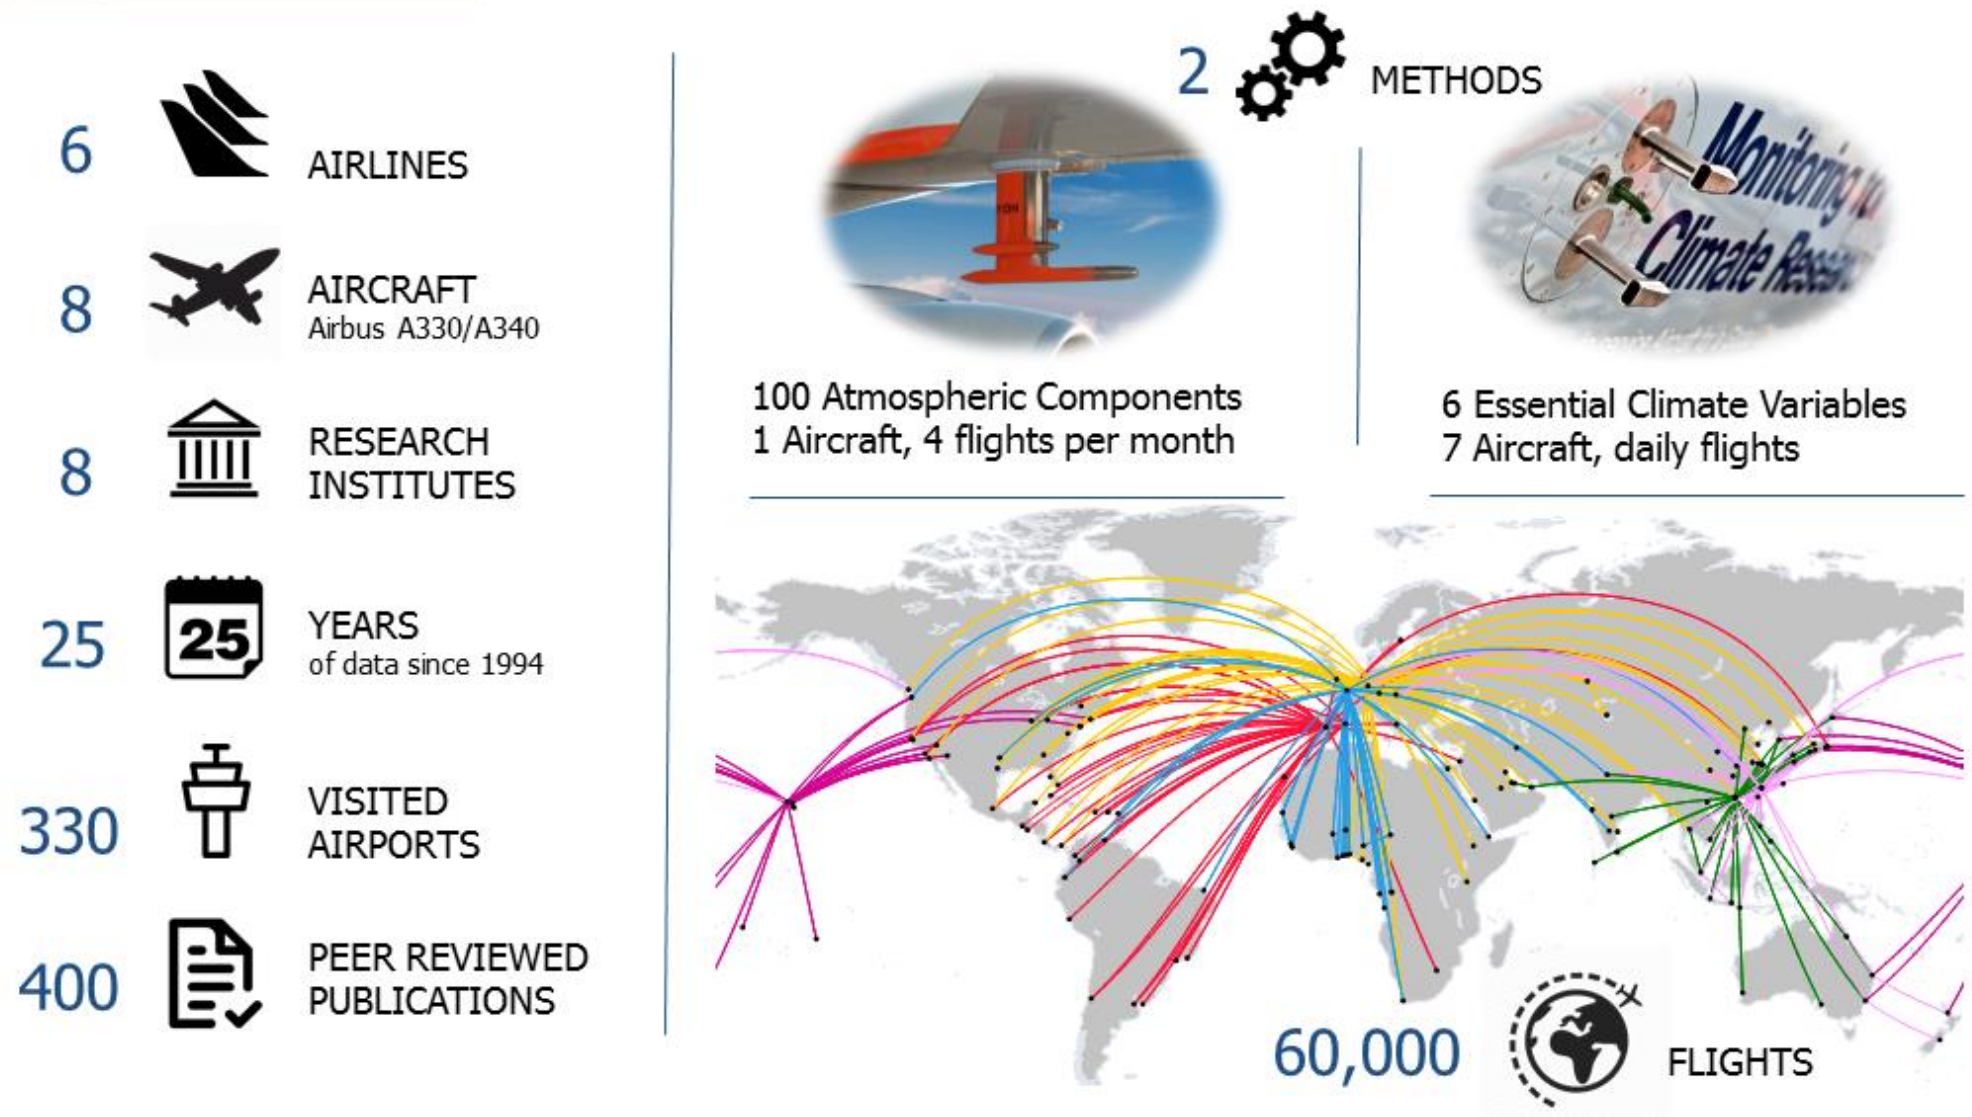 6
AIRLINES
8
AIRCRAFT
Airbus A330/A340
8
RESEARCH
INSTITUTES
25
25
YEARS
of data since 1994
330
VISITED
AIRPORTS
400
PEER REVIEWED
PUBLICATIONS
2
METHODS
100 Atmospheric Components
1 Aircraft, 4 flights per month
Monitoring
Climate
6 Essential Climate Variables
7 Aircraft, daily flights
60,000
FLIGHTS